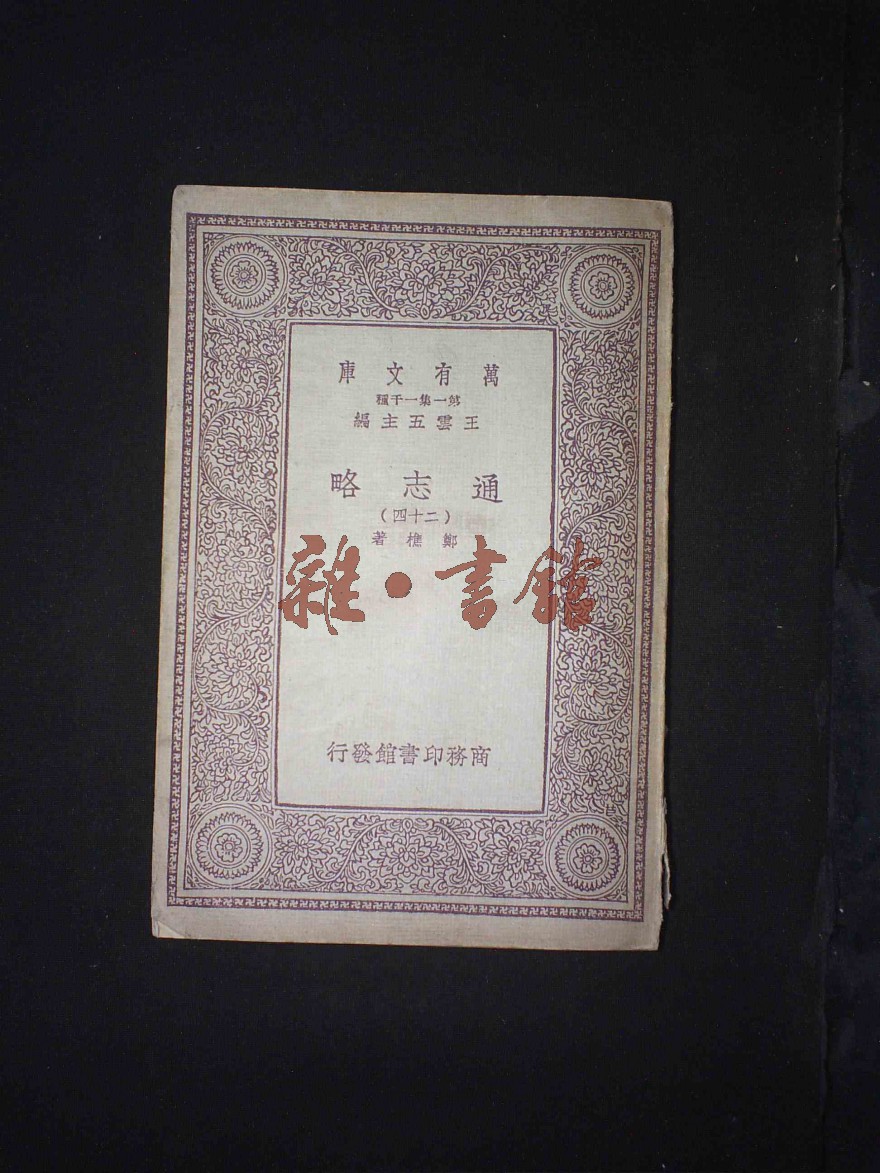 萬有文庫
第一集一千種
王雲五主編
通志略
(二十四)
鄭樵著
雜·書館
商務印書館發行